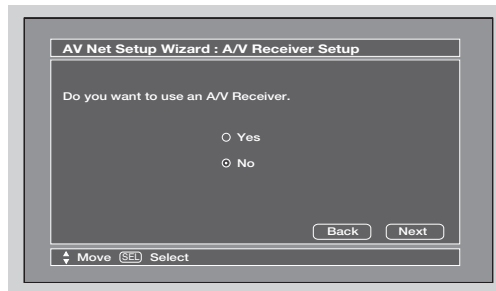 AV Net Setup Wizard : A/V Receiver Setup
Do you want to use an A/V Receiver.
Yes
No
Back Next
Move SEL Select